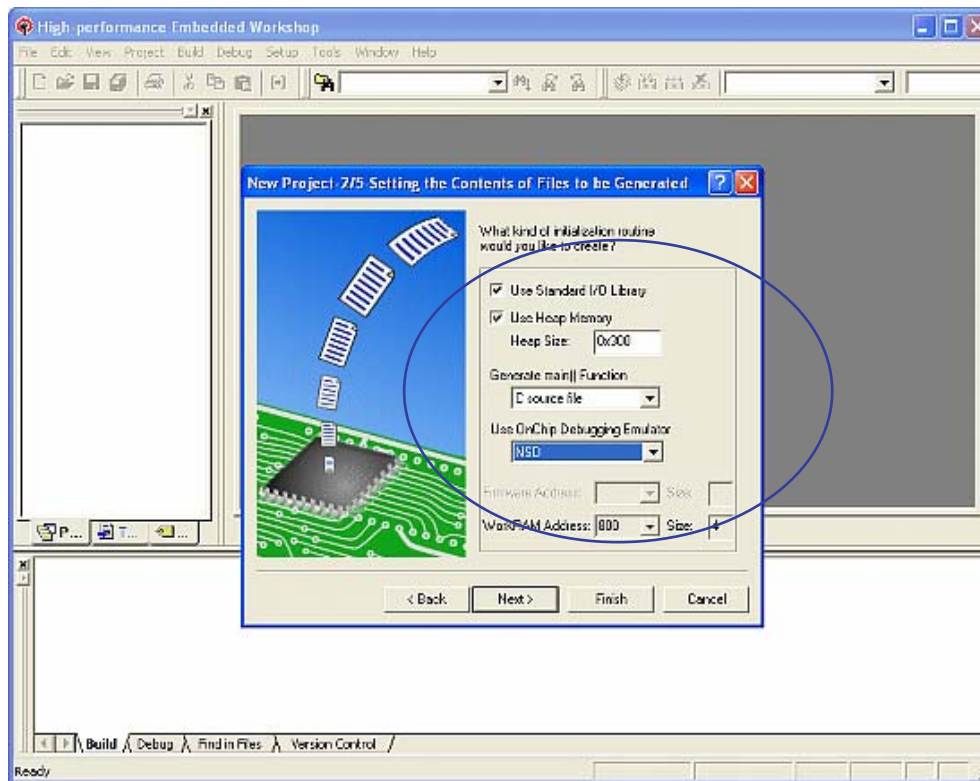 High-performance Embedded Workshop
File Edit View Project Build Debug Setup Tools Window Help
New Project-2/5-Setting the Contents of Files to be Generated
What kind of initialization routine
would you like to create?
Use Standard I/O Library
Use Heap Memory
Heap Size: 0x300
Generate main() Function
C source file
Use OnChip Debugging Emulator
NSD
Firmware Address: Size:
WorkRAM Address: 800 Size: 4
P... T... ...
< Back Next > Finish Cancel
Build Debug Find in Files Version Control
Ready